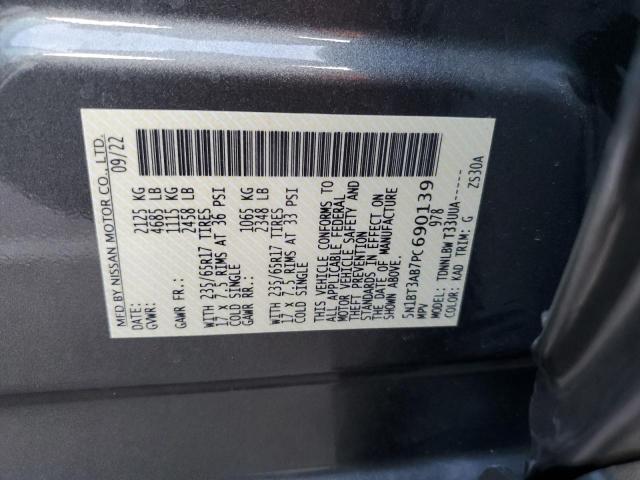 MFD BY NISSAN MOTOR CO., LTD.
DATE: 09/22
GVWR: 2125 KG
4685 LB
GAWR FR: 1115 KG
2458 LB
WITH 235/65R17 TIRES
17 X 7.5 RIMS AT 36 PSI
COLD SINGLE
GAWR RR: 1065 KG
2348 LB
WITH 235/65R17 TIRES
17 X 7.5 RIMS AT 33 PSI
COLD SINGLE
THIS VEHICLE CONFORMS TO
ALL APPLICABLE FEDERAL
MOTOR VEHICLE SAFETY AND
THEFT PREVENTION
STANDARDS IN EFFECT ON
THE DATE OF MANUFACTURE
SHOWN ABOVE.
5N1BT3AB7PC690139
MPV 978
MODEL: TDNNLBW T33UUA------
COLOR: KAD TRIM: G ZS30A